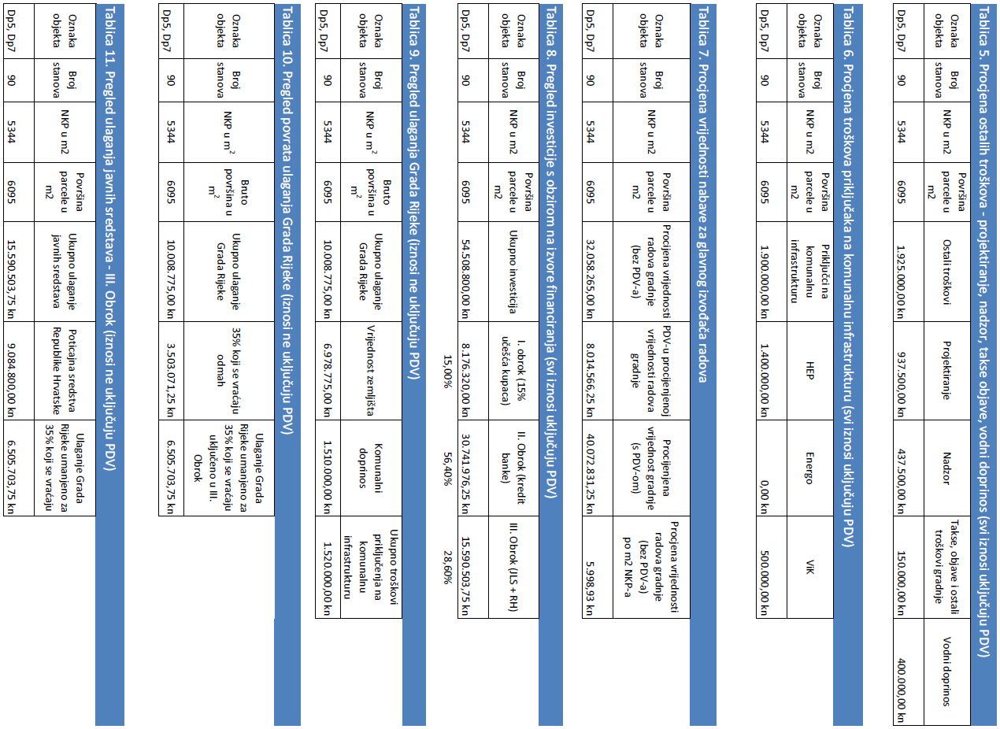 Tablica 5. Procjena ostalih troškova - projektiranje, nadzor, takse objave, vodni doprinos (svi iznosi uključuju PDV)
Oznaka objekta Broj stanova NKP u m2 Površina parcele u m2 Ostali troškovi Projektiranje Nadzor Takse, objave i ostali troškovi gradnje Vodni doprinos
Dp5, Dp7 90 5344 6095 1.925.000,00 kn 937.500,00 kn 437.500,00 kn 150.000,00 kn 400.000,00 kn
Tablica 6. Procjena troškova priključaka na komunalnu infrastrukturu (svi iznosi uključuju PDV)
Oznaka objekta Broj stanova NKP u m2 Površina parcele u m2 Priključci na komunalnu infrastrukturu HEP Energo ViK
Dp5, Dp7 90 5344 6095 1.900.000,00 kn 1.400.000,00 kn 0,00 kn 500.000,00 kn
Tablica 7. Procjena vrijednosti nabave za glavnog izvođača radova
Oznaka objekta Broj stanova NKP u m2 Površina parcele u m2 Procijena vrijednosti radova gradnje (bez PDV-a) PDV-u procijenjenoj vrijednosti radova gradnje Procijenjena vrijednost gradnje (s PDV-om) Procjena vrijednosti radova gradnje (bez PDV-a) po m2 NKP-a
Dp5, Dp7 90 5344 6095 32.058.265,00 kn 8.014.566,25 kn 40.072.831,25 kn 5.998,93 kn
Tablica 8. Pregled investicije s obzirom na izvore financiranja (svi iznosi uključuju PDV)
Oznaka objekta Broj stanova NKP u m2 Površina parcele u m2 Ukupno investicija I. obrok (15% učešća kupaca) II. Obrok (kredit banke) III. Obrok (JLS + RH)
Dp5, Dp7 90 5344 6095 54.508.800,00 kn 8.176.320,00 kn 30.741.976,25 kn 15.590.503,75 kn
15,00% 56,40% 28,60%
Tablica 9. Pregled ulaganja Grada Rijeke (iznosi ne uključuju PDV)
Oznaka objekta Broj stanova NKP u m² Bruto površina u m² Ukupno ulaganje Grada Rijeke Vrijednost zemljišta Komunalni doprinos Ukupno troškovi priključenja na komunalnu infrastrukturu
Dp5, Dp7 90 5344 6095 10.008.775,00 kn 6.978.775,00 kn 1.510.000,00 kn 1.520.000,00 kn
Tablica 10. Pregled povrata ulaganja Grada Rijeke (iznosi ne uključuju PDV)
Oznaka objekta Broj stanova NKP u m² Bruto površina u m² Ukupno ulaganje Grada Rijeke 35% koji se vraćaju odmah Ulaganje Grada Rijeke umanjeno za 35% koji se vraćaju za uključeno u III. Obrok
Dp5, Dp7 90 5344 6095 10.008.775,00 kn 3.503.071,25 kn 6.505.703,75 kn
Tablica 11. Pregled ulaganja javnih sredstava - III. Obrok (iznosi ne uključuju PDV)
Oznaka objekta Broj stanova NKP u m2 Površina parcele u m2 Ukupno ulaganje javnih sredstava Poticajna sredstva Republike Hrvatske Ulaganje Grada Rijeke umanjeno za 35% koji se vraćaju
Dp5, Dp7 90 5344 6095 15.590.503,75 kn 9.084.800,00 kn 6.505.703,75 kn